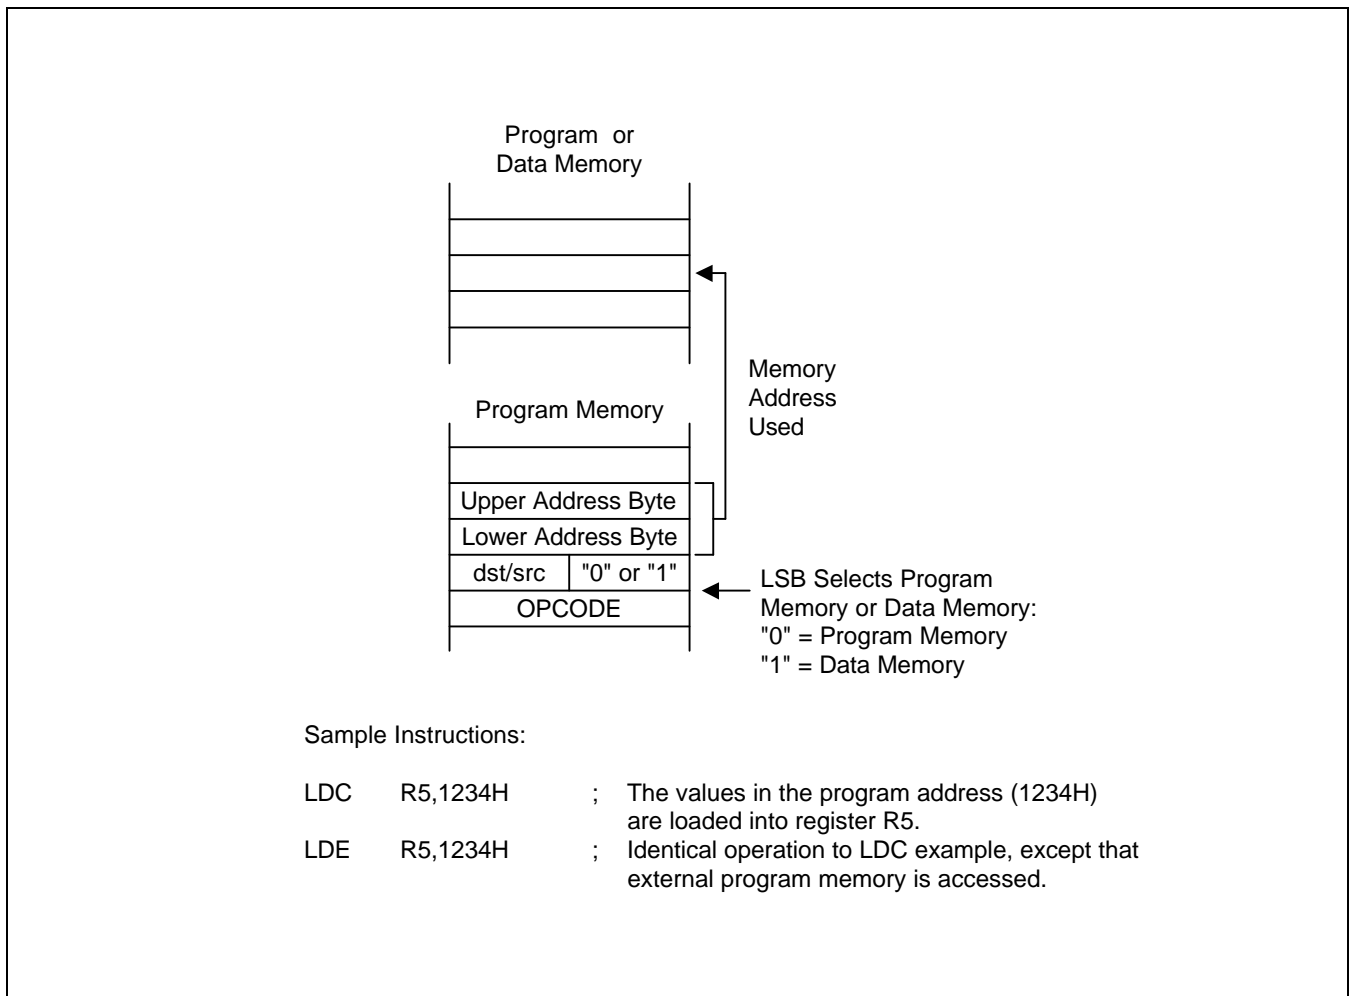 Program or
Data Memory
Memory
Address
Used
Program Memory
Upper Address Byte
Lower Address Byte
dst/src "0" or "1"
OPCODE
LSB Selects Program
Memory or Data Memory:
"0" = Program Memory
"1" = Data Memory
Sample Instructions:
LDC R5,1234H ; The values in the program address (1234H)
are loaded into register R5.
LDE R5,1234H ; Identical operation to LDC example, except that
external program memory is accessed.